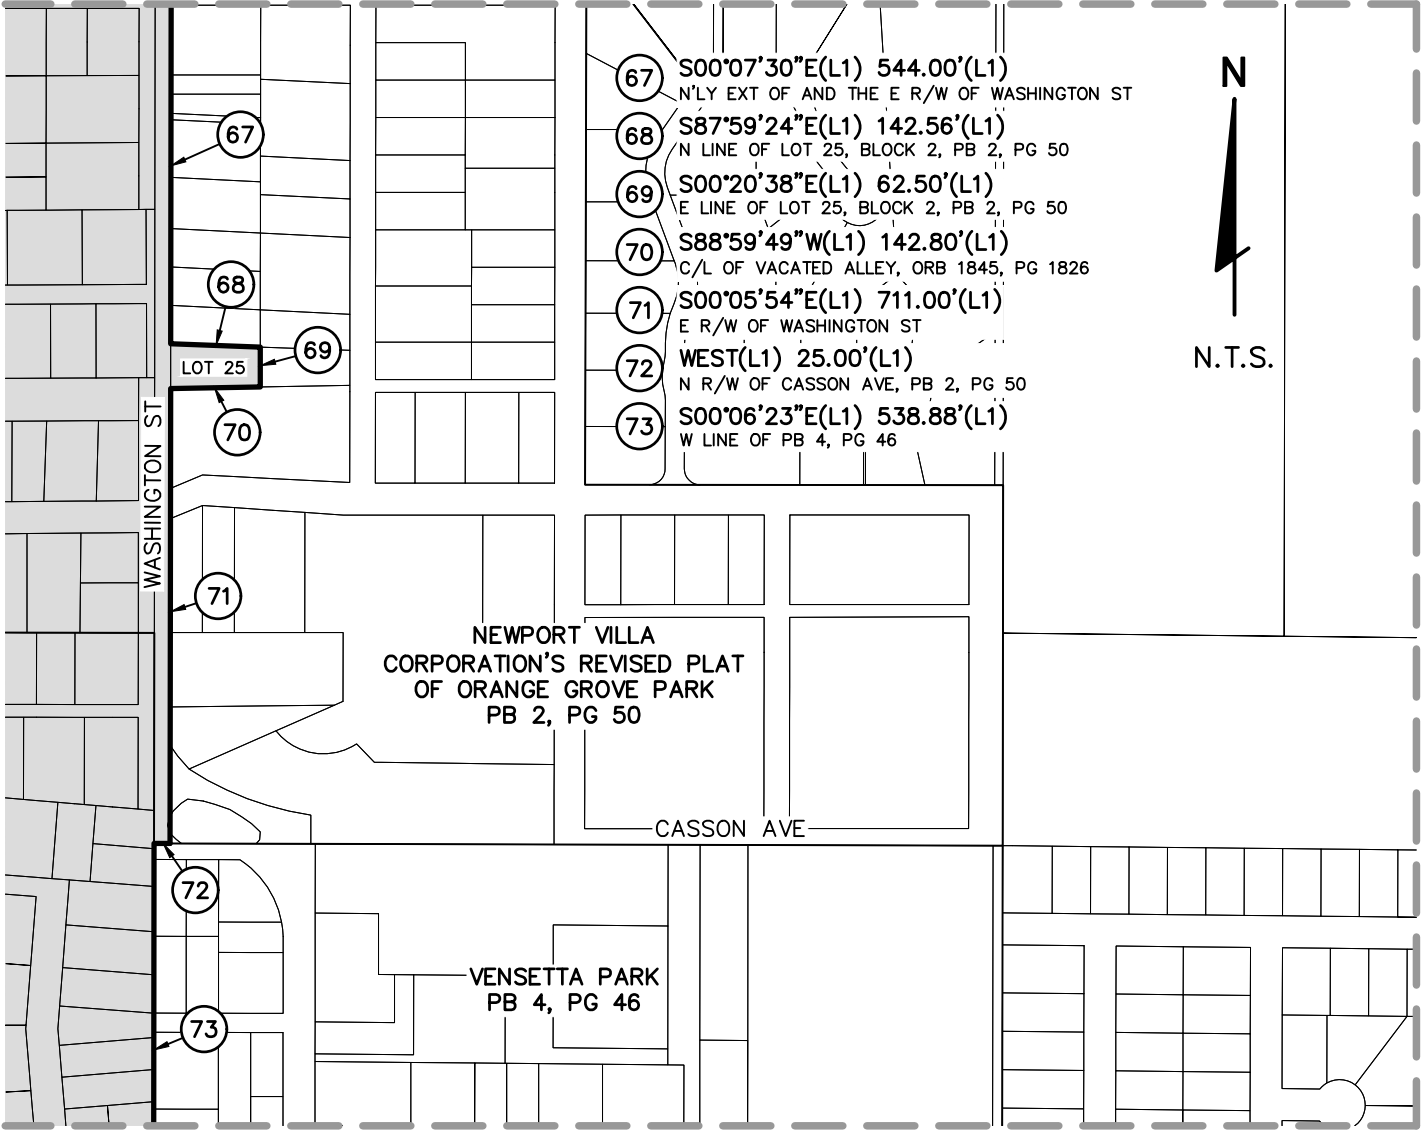 67 S00°07'30"E(L1) 544.00'(L1)
N'LY EXT OF AND THE E R/W OF WASHINGTON ST
68 S87°59'24"E(L1) 142.56'(L1)
N LINE OF LOT 25, BLOCK 2, PB 2, PG 50
69 S00°20'38"E(L1) 62.50'(L1)
E LINE OF LOT 25, BLOCK 2, PB 2, PG 50
70 S88°59'49"W(L1) 142.80'(L1)
C/L OF VACATED ALLEY, ORB 1845, PG 1826
71 S00°05'54"E(L1) 711.00'(L1)
E R/W OF WASHINGTON ST
72 WEST(L1) 25.00'(L1)
N R/W OF CASSON AVE, PB 2, PG 50
73 S00°06'23"E(L1) 538.88'(L1)
W LINE OF PB 4, PG 46
N
N.T.S.
67
68
69
LOT 25
70
WASHINGTON ST
71
NEWPORT VILLA
CORPORATION'S REVISED PLAT
OF ORANGE GROVE PARK
PB 2, PG 50
CASSON AVE
72
VENSETTA PARK
PB 4, PG 46
73